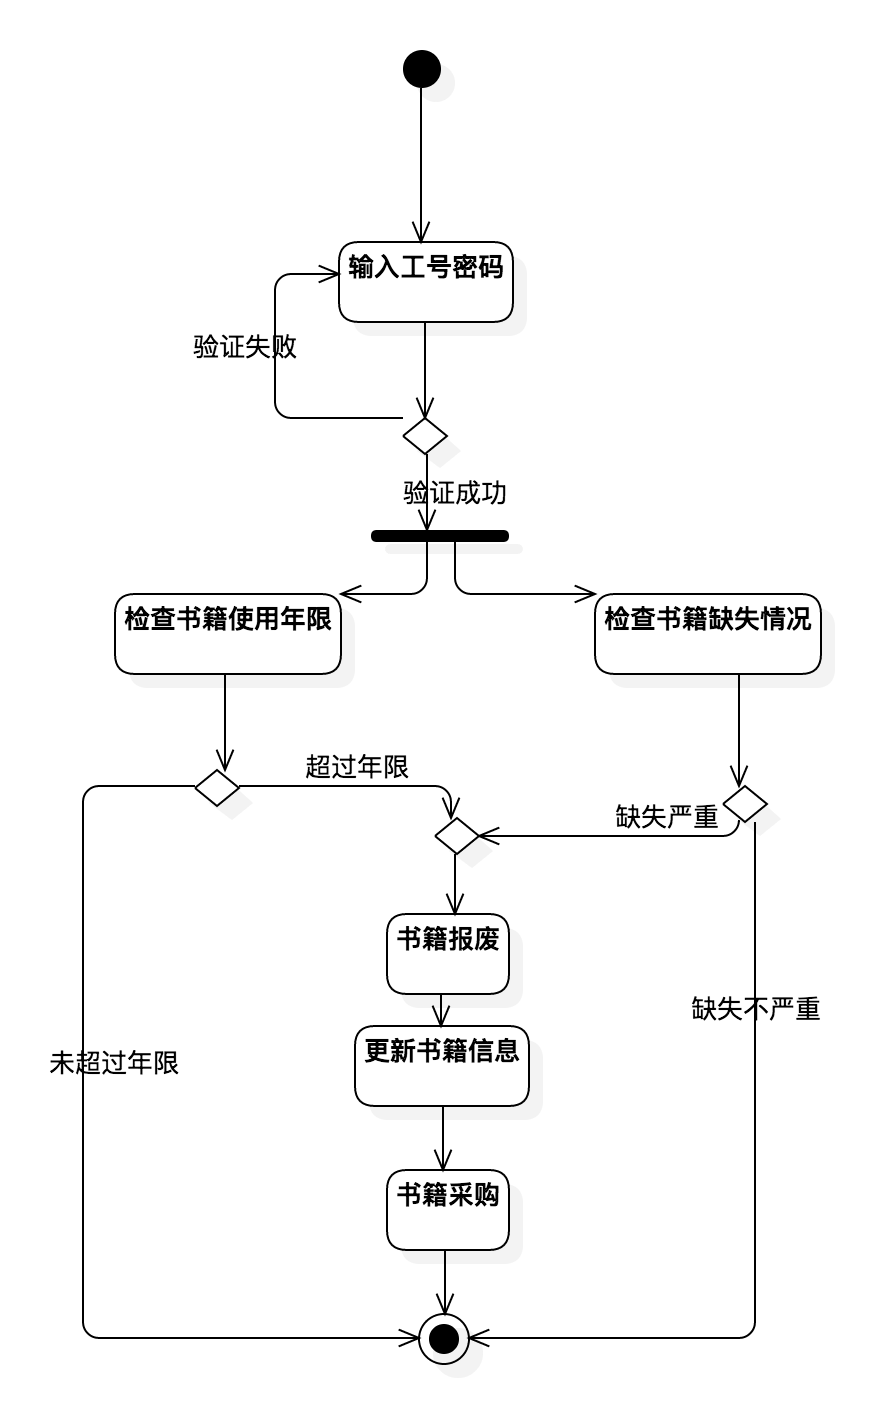 输入工号密码
验证失败
验证成功
检查书籍使用年限
检查书籍缺失情况
超过年限
缺失严重
书籍报废
缺失不严重
更新书籍信息
未超过年限
书籍采购